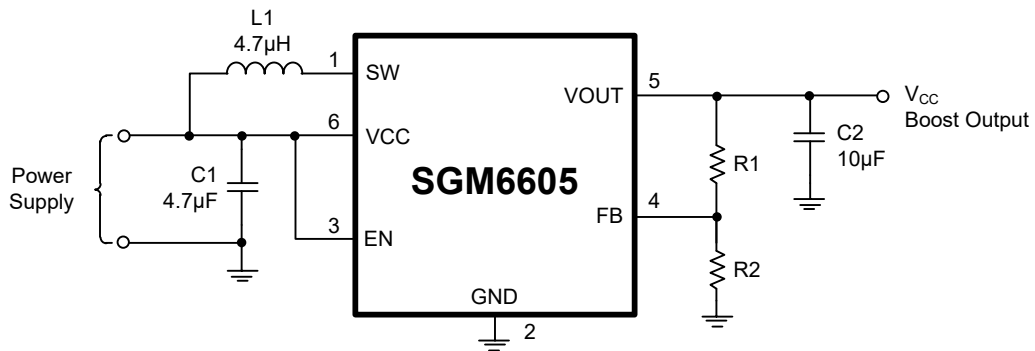 L1
4.7μH
1
SW
6
VCC
C1
4.7μF
3
EN
Power
Supply
SGM6605
VOUT
5
FB
4
GND
2
R1
R2
C2
10μF
VCC
Boost Output